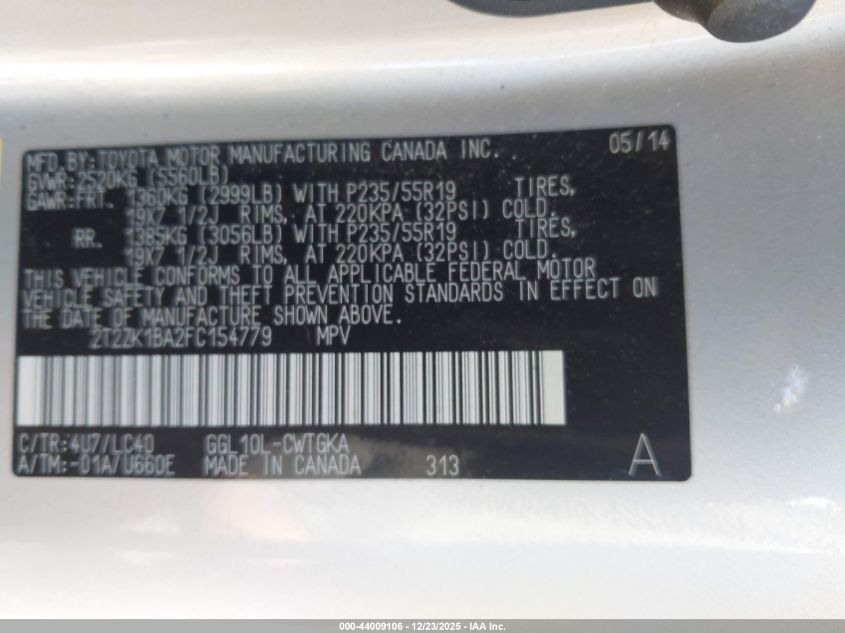 MFD. BY: TOYOTA MOTOR MANUFACTURING CANADA INC. 05/14
GVWR: 2520KG (5560LB)
GAWR: FRT. 1360KG (2999LB) WITH P235/55R19 TIRES,
19X7 1/2J RIMS, AT 220KPA (32PSI) COLD.
RR. 1385KG (3056LB) WITH P235/55R19 TIRES,
19X7 1/2J RIMS, AT 220KPA (32PSI) COLD.
THIS VEHICLE CONFORMS TO ALL APPLICABLE FEDERAL MOTOR
VEHICLE SAFETY AND THEFT PREVENTION STANDARDS IN EFFECT ON
THE DATE OF MANUFACTURE SHOWN ABOVE.
2T2ZK1BA2FC154779 MPV
C/TR: 4U7/LC40 GGL10L-CWTGKA
A/TM: -01A/U660E MADE IN CANADA 313 A
000-44009106 - 12/23/2025 - IAA Inc.